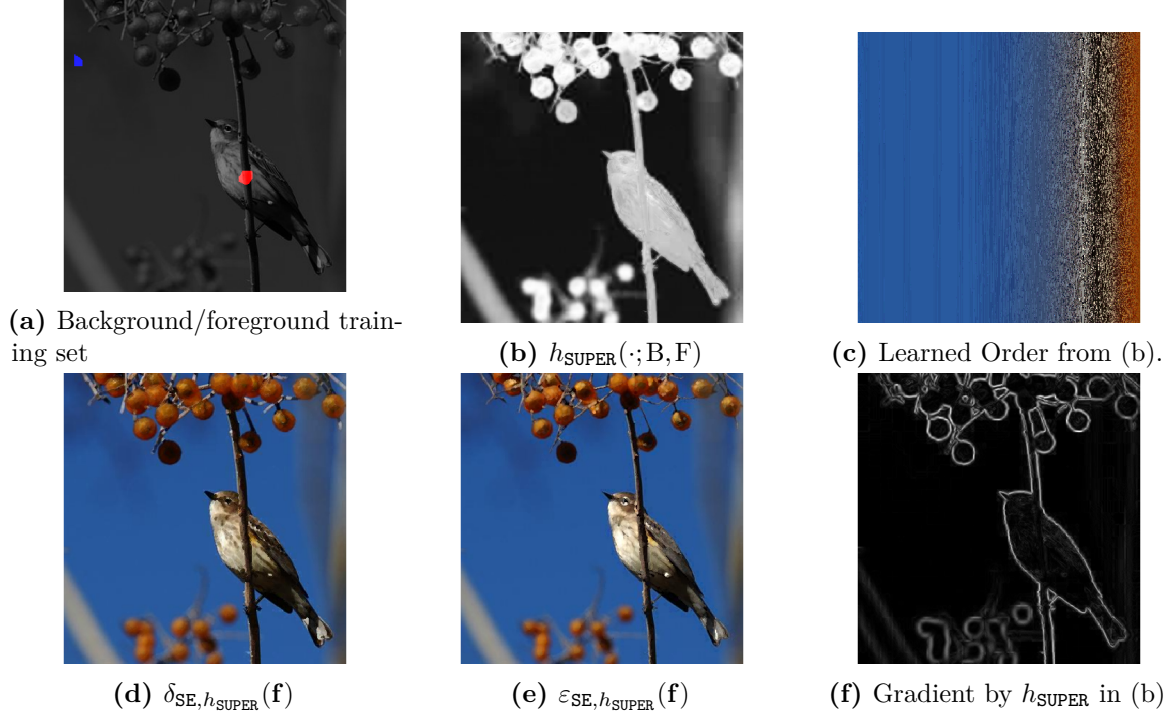 (a) Background/foreground train-
ing set
(b) h_SUPER(·; B, F)
(c) Learned Order from (b).
(d) δ_SE,h_SUPER(f)
(e) ε_SE,h_SUPER(f)
(f) Gradient by h_SUPER in (b)